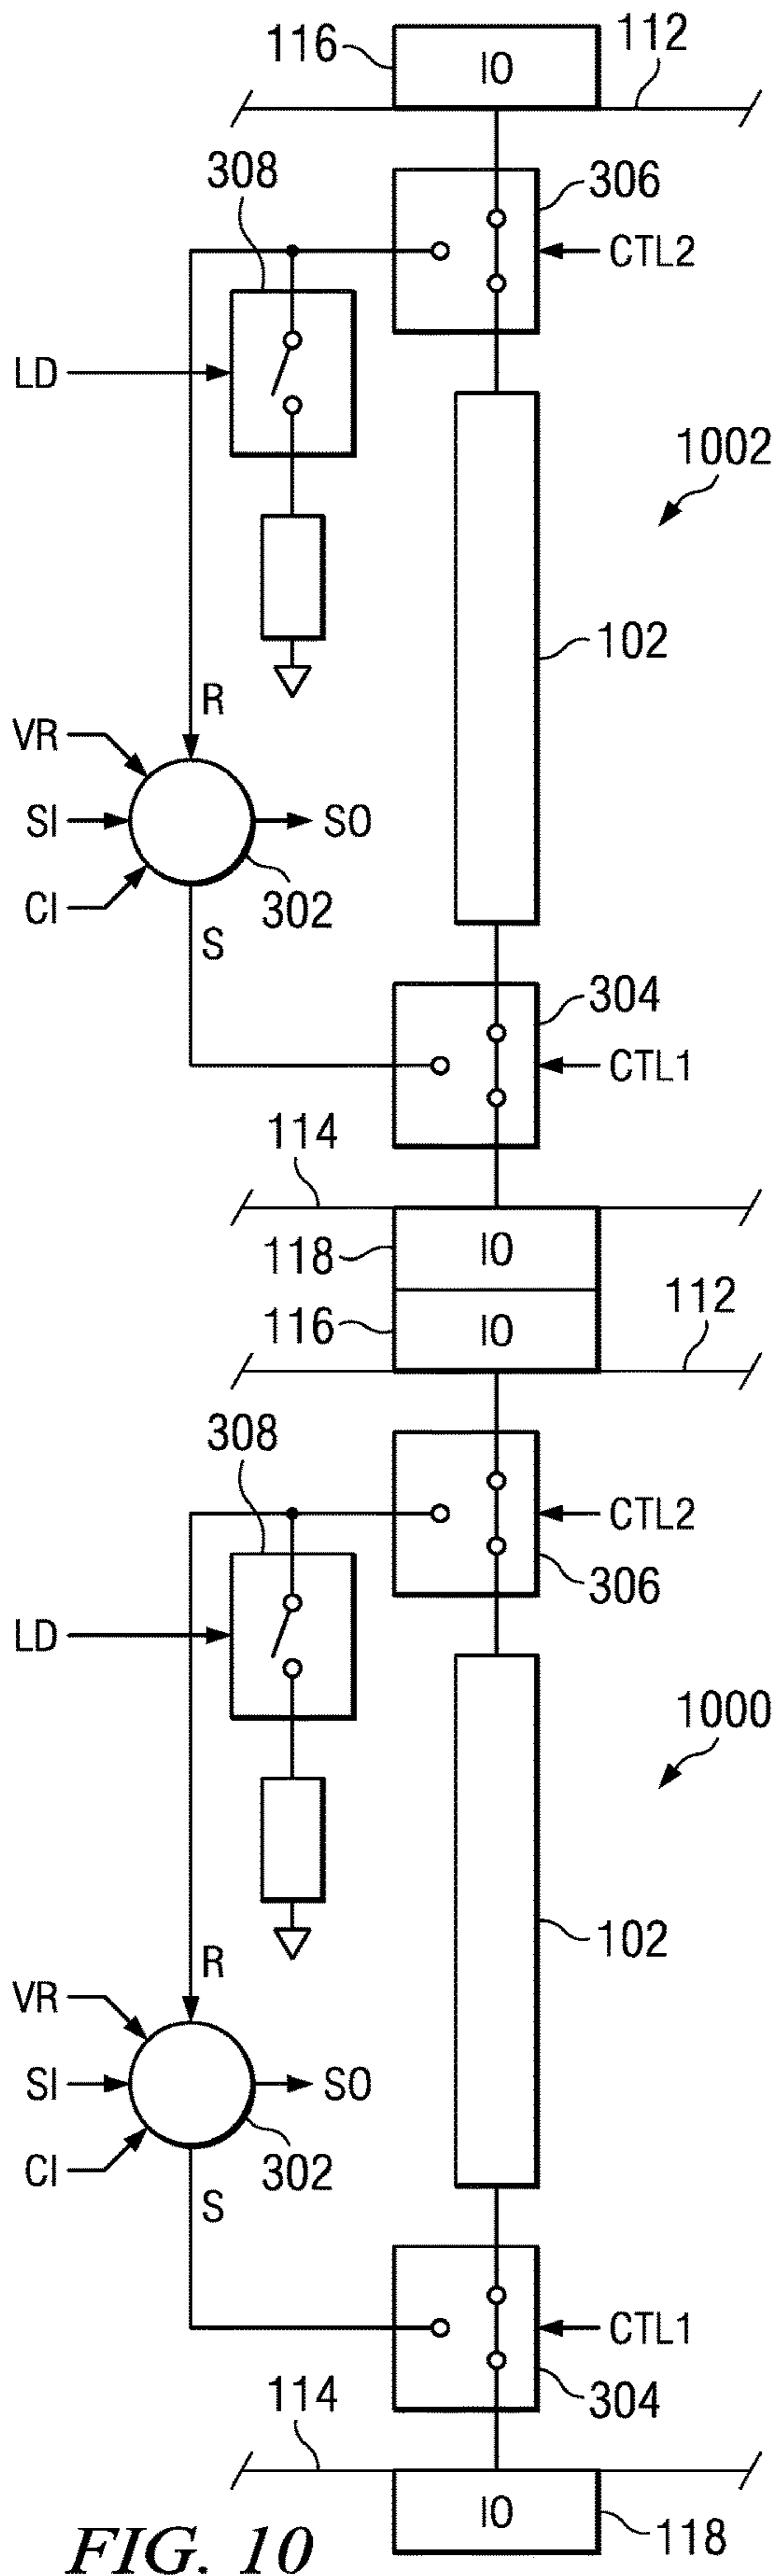 116
IO
112
308
306
CTL2
LD
1002
102
R
VR
SI
SO
CI
302
S
304
CTL1
114
118
IO
116
IO
112
308
CTL2
306
LD
1000
102
R
VR
SI
SO
CI
302
S
CTL1
304
114
IO
118
FIG. 10